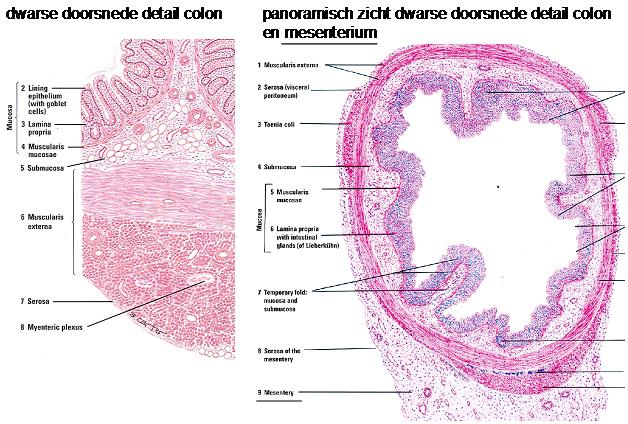 dwarse doorsnede detail colon
2 Lining
epithelium
(with goblet
cells)
3 Lamina
propria
4 Muscularis
mucosae
Mucosa
5 Submucosa
6 Muscularis
externa
7 Serosa
8 Myenteric plexus
panoramisch zicht dwarse doorsnede detail colon
en mesenterium
1 Muscularis externa
2 Serosa (visceral
peritoneum)
3 Taenia coli
4 Submucosa
5 Muscularis
mucosae
6 Lamina propria
with intestinal
glands (of Lieberkühn)
Mucosa
7 Temporary fold:
mucosa and
submucosa
8 Serosa of the
mesentery
9 Mesentery